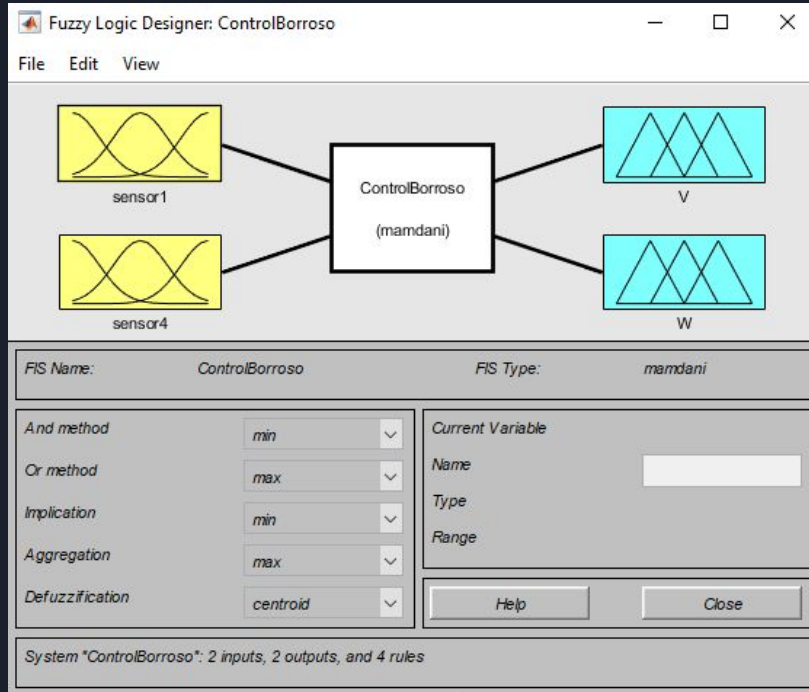 Fuzzy Logic Designer: ControlBorroso
File Edit View
sensor1
sensor4
ControlBorroso
(mamdani)
V
W
FIS Name: ControlBorroso FIS Type: mamdani
And method min
Or method max
Implication min
Aggregation max
Defuzzification centroid
Current Variable
Name
Type
Range
Help Close
System "ControlBorroso": 2 inputs, 2 outputs, and 4 rules